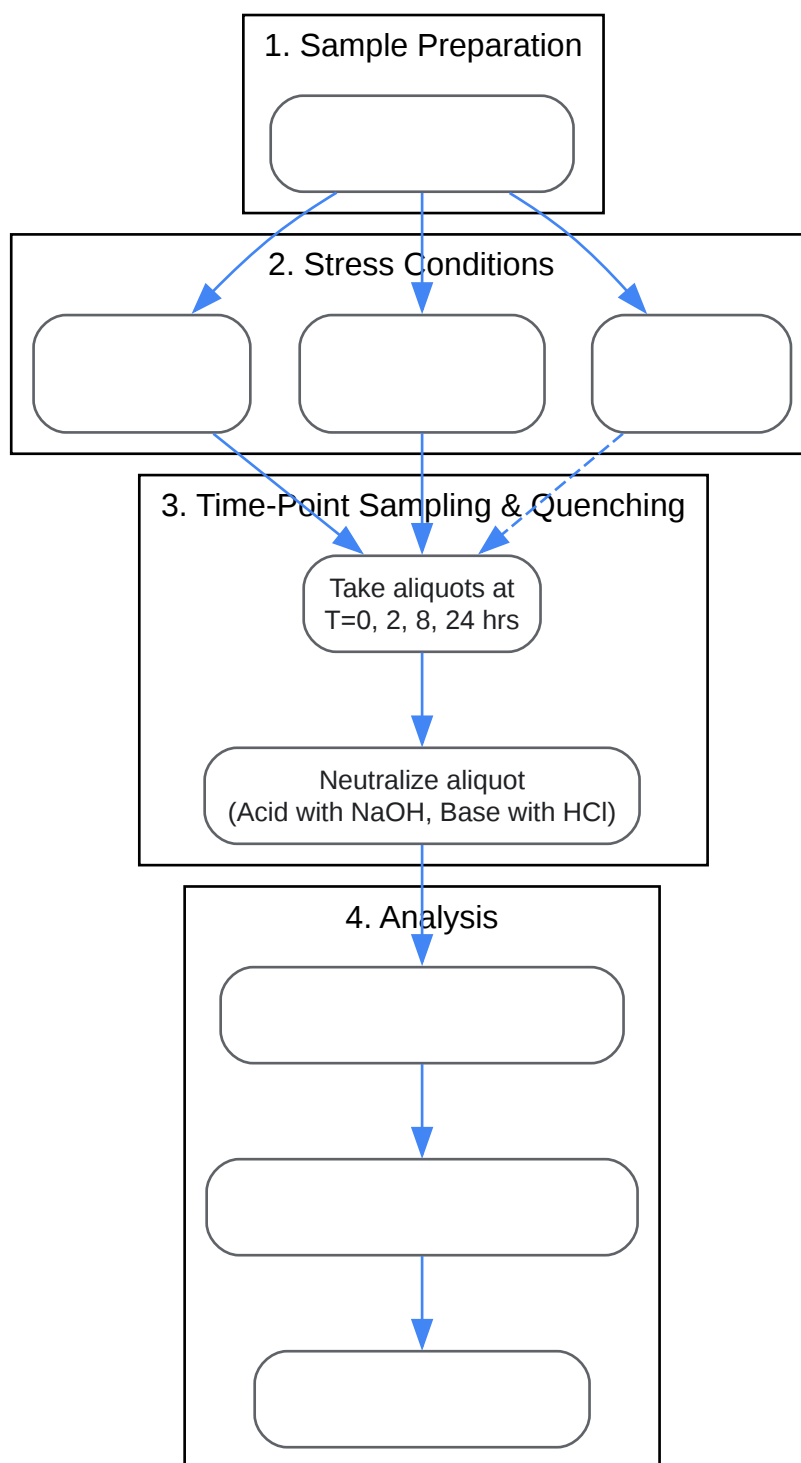 1. Sample Preparation
2. Stress Conditions
3. Time-Point Sampling & Quenching
Take aliquots at
T=0, 2, 8, 24 hrs
Neutralize aliquot
(Acid with NaOH, Base with HCl)
4. Analysis